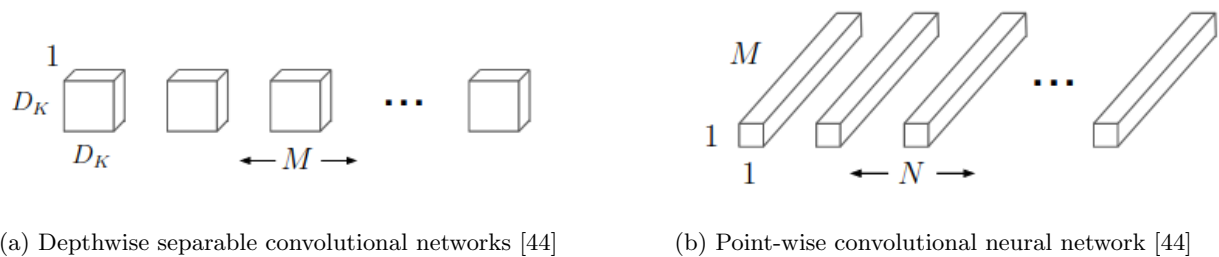 1
D_K
D_K
← M →
M
1
1
← N →
(a) Depthwise separable convolutional networks [44]
(b) Point-wise convolutional neural network [44]